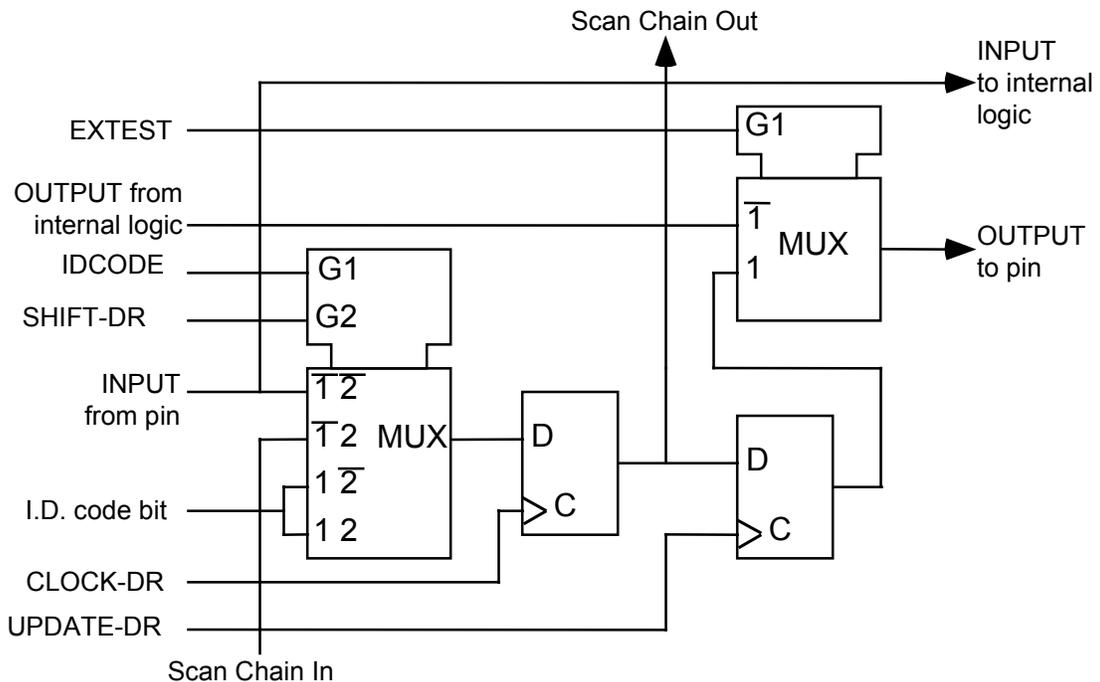 Scan Chain Out
INPUT
to internal
logic
EXTEST
G1
OUTPUT from
internal logic
1̅
MUX
1
OUTPUT
to pin
IDCODE
G1
SHIFT-DR
G2
INPUT
from pin
1̅ 2̅
1̅ 2
MUX
1 2̅
1 2
D
C
D
C
I.D. code bit
CLOCK-DR
UPDATE-DR
Scan Chain In